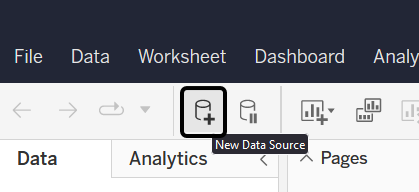 File Data Worksheet Dashboard Analy
New Data Source
Data Analytics Pages